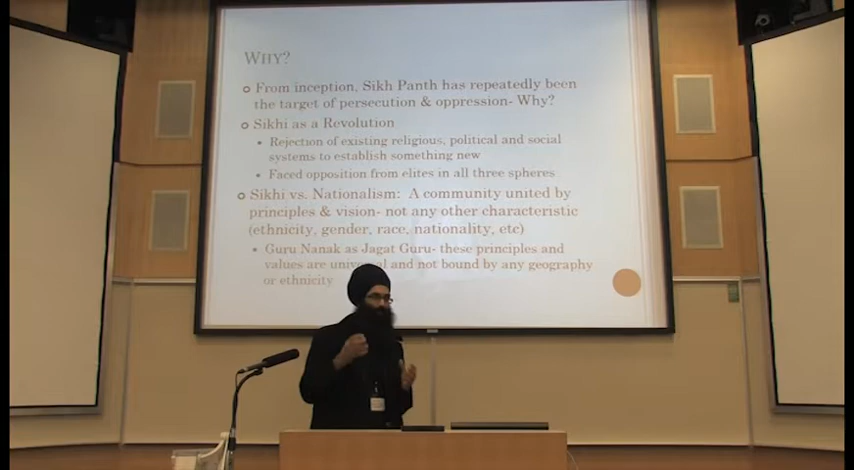 WHY?
From inception, Sikh Panth has repeatedly been
the target of persecution & oppression- Why?
Sikhi as a Revolution
Rejection of existing religious, political and social
systems to establish something new
Faced opposition from elites in all three spheres
Sikhi vs. Nationalism: A community united by
principles & vision- not any other characteristic
(ethnicity, gender, race, nationality, etc)
Guru Nanak as Jagat Guru- these principles and
values are and not bound by any geography
or ethnicity